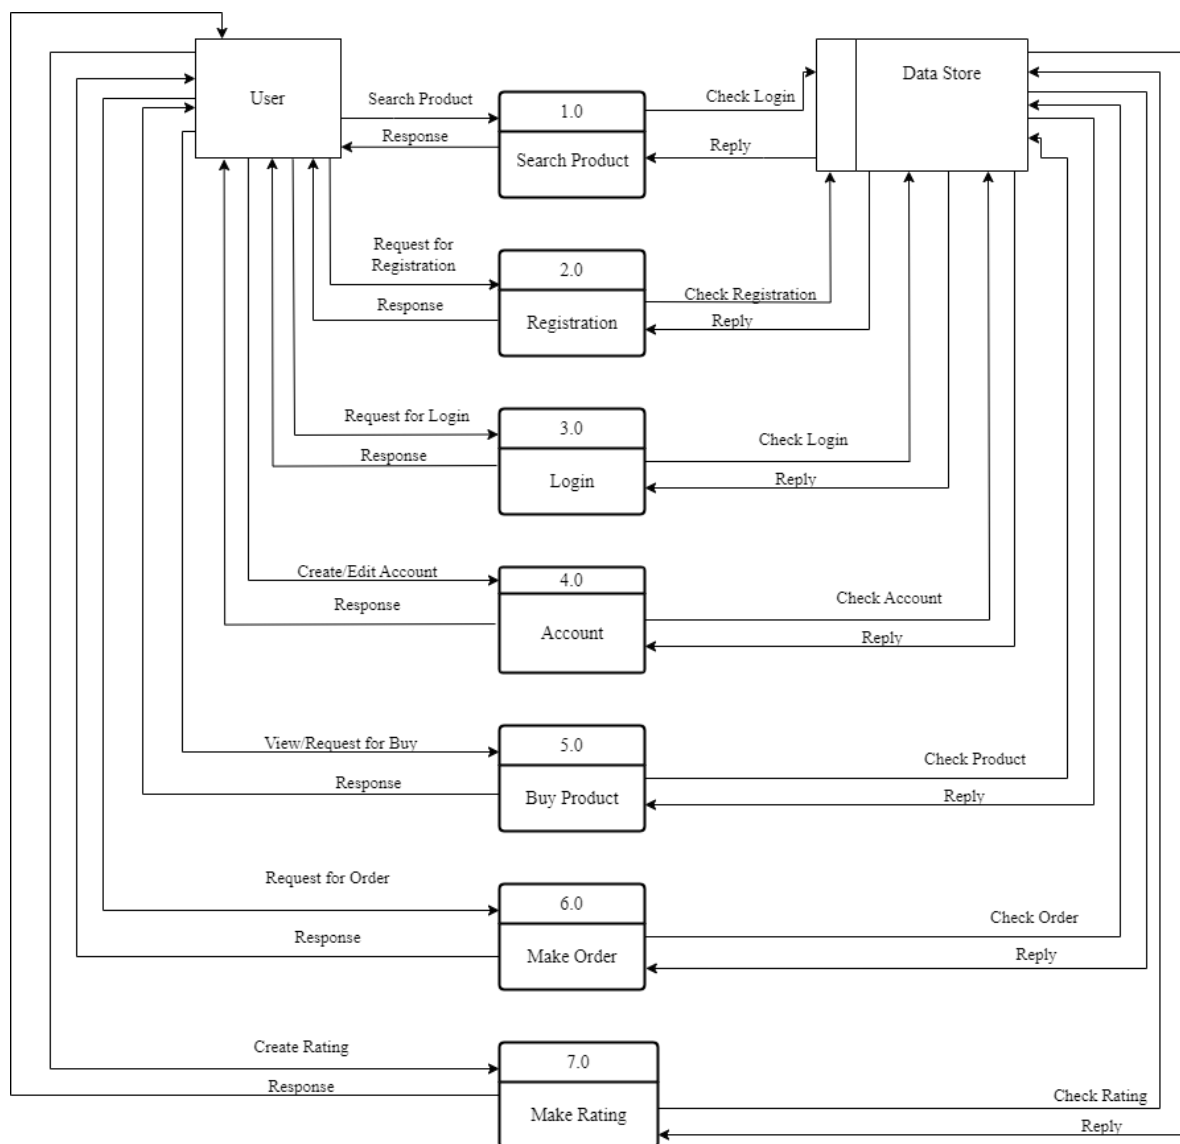 User
Data Store
Search Product
Response
1.0
Search Product
Check Login
Reply
Request for
Registration
Response
2.0
Registration
Check Registration
Reply
Request for Login
Response
3.0
Login
Check Login
Reply
Create/Edit Account
Response
4.0
Account
Check Account
Reply
View/Request for Buy
Response
5.0
Buy Product
Check Product
Reply
Request for Order
Response
6.0
Make Order
Check Order
Reply
Create Rating
Response
7.0
Make Rating
Check Rating
Reply